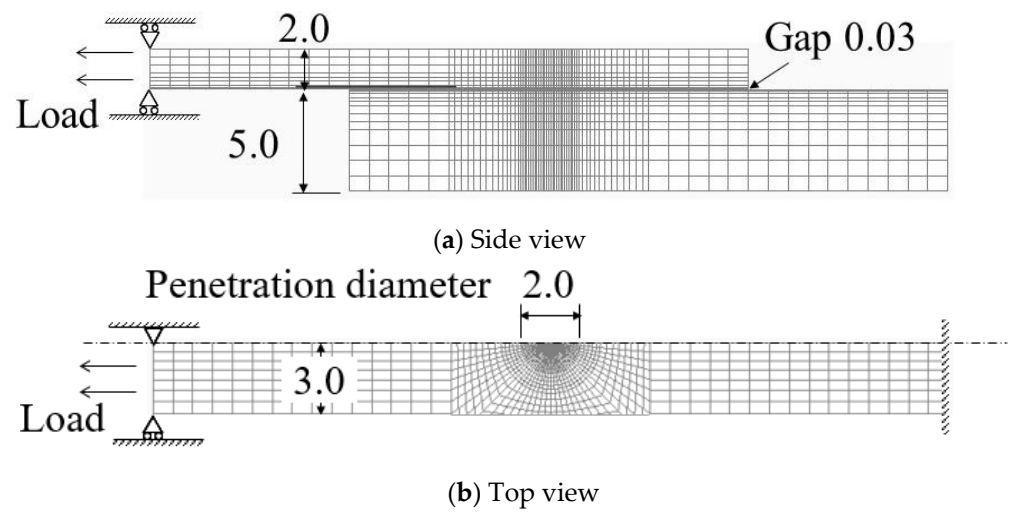 2.0
Gap 0.03
Load
5.0
(a) Side view
Penetration diameter 2.0
3.0
Load
(b) Top view